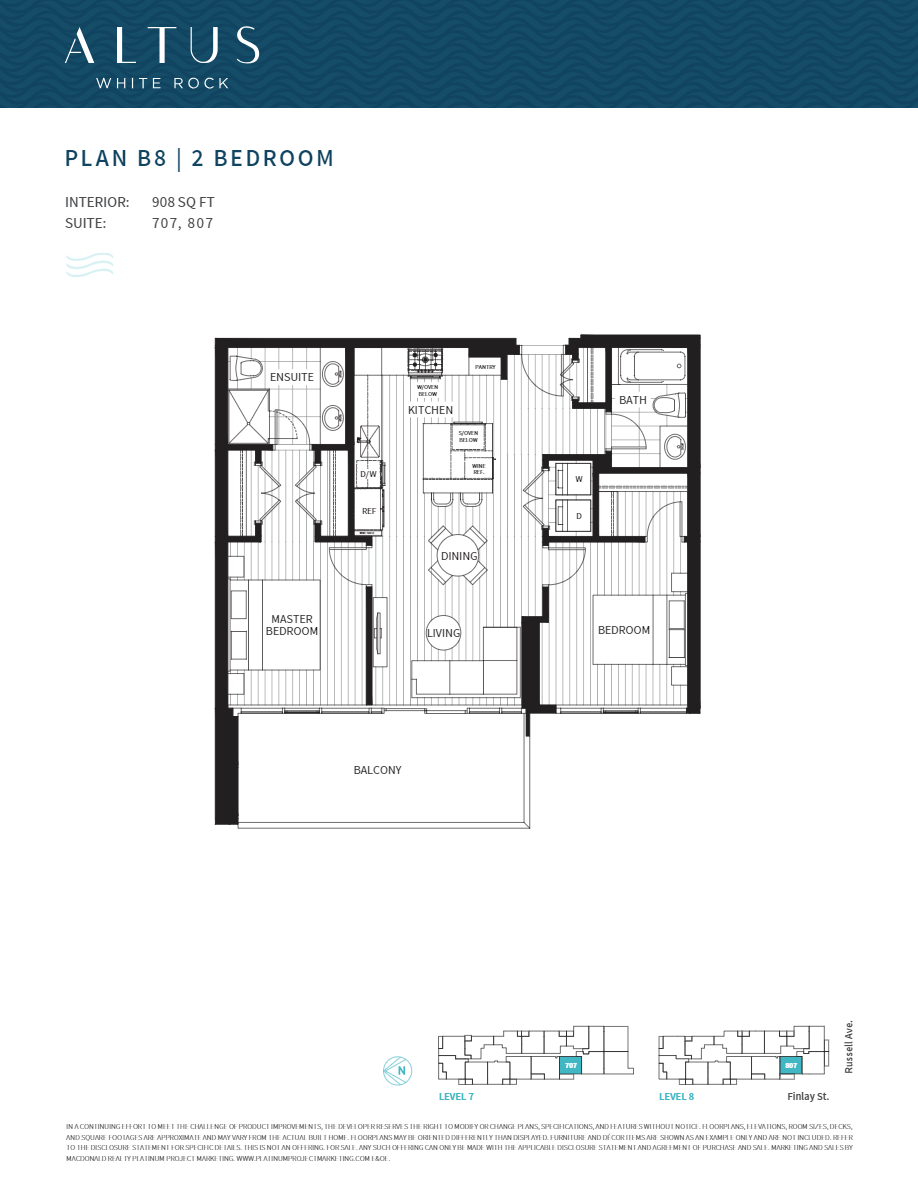 ALTUS
WHITE ROCK
PLAN B8 | 2 BEDROOM
INTERIOR: 908 SQ FT
SUITE: 707, 807
ENSUITE
PANTRY
W/OVEN
BELOW
KITCHEN
BATH
S/OVEN
BELOW
WINE
REF.
D/W
W
REF
D
DINING
MASTER
BEDROOM
LIVING
BEDROOM
BALCONY
N
707
LEVEL 7
807
LEVEL 8
Finlay St.
Russell Ave.
IN A CONTINUING EFFORT TO MEET THE CHALLENGE OF PRODUCT IMPROVEMENTS, THE DEVELOPER RESERVES THE RIGHT TO MODIFY OR CHANGE PLANS, SPECIFICATIONS, AND FEATURES WITHOUT NOTICE. FLOORPLANS, ELEVATIONS, ROOM SIZES, DECKS,
AND SQUARE FOOTAGES ARE APPROXIMATE AND MAY VARY FROM THE ACTUAL BUILT HOME. FLOORPLANS MAY BE ORIENTED DIFFERENTLY THAN DISPLAYED. FURNITURE AND DÉCOR ITEMS ARE SHOWN AS AN EXAMPLE ONLY AND ARE NOT INCLUDED. REFER
TO THE DISCLOSURE STATEMENT FOR SPECIFIC DETAILS. THIS IS NOT AN OFFERING. FOR SALE. ANY SUCH OFFERING CAN ONLY BE MADE WITH THE APPLICABLE DISCLOSURE STATEMENT AND AGREEMENT OF PURCHASE AND SALE. MARKETING AND SALES BY
MACDONALD REALTY PLATINUM PROJECT MARKETING. WWW.PLATINUMPROJECTMARKETING.COM E&OE.